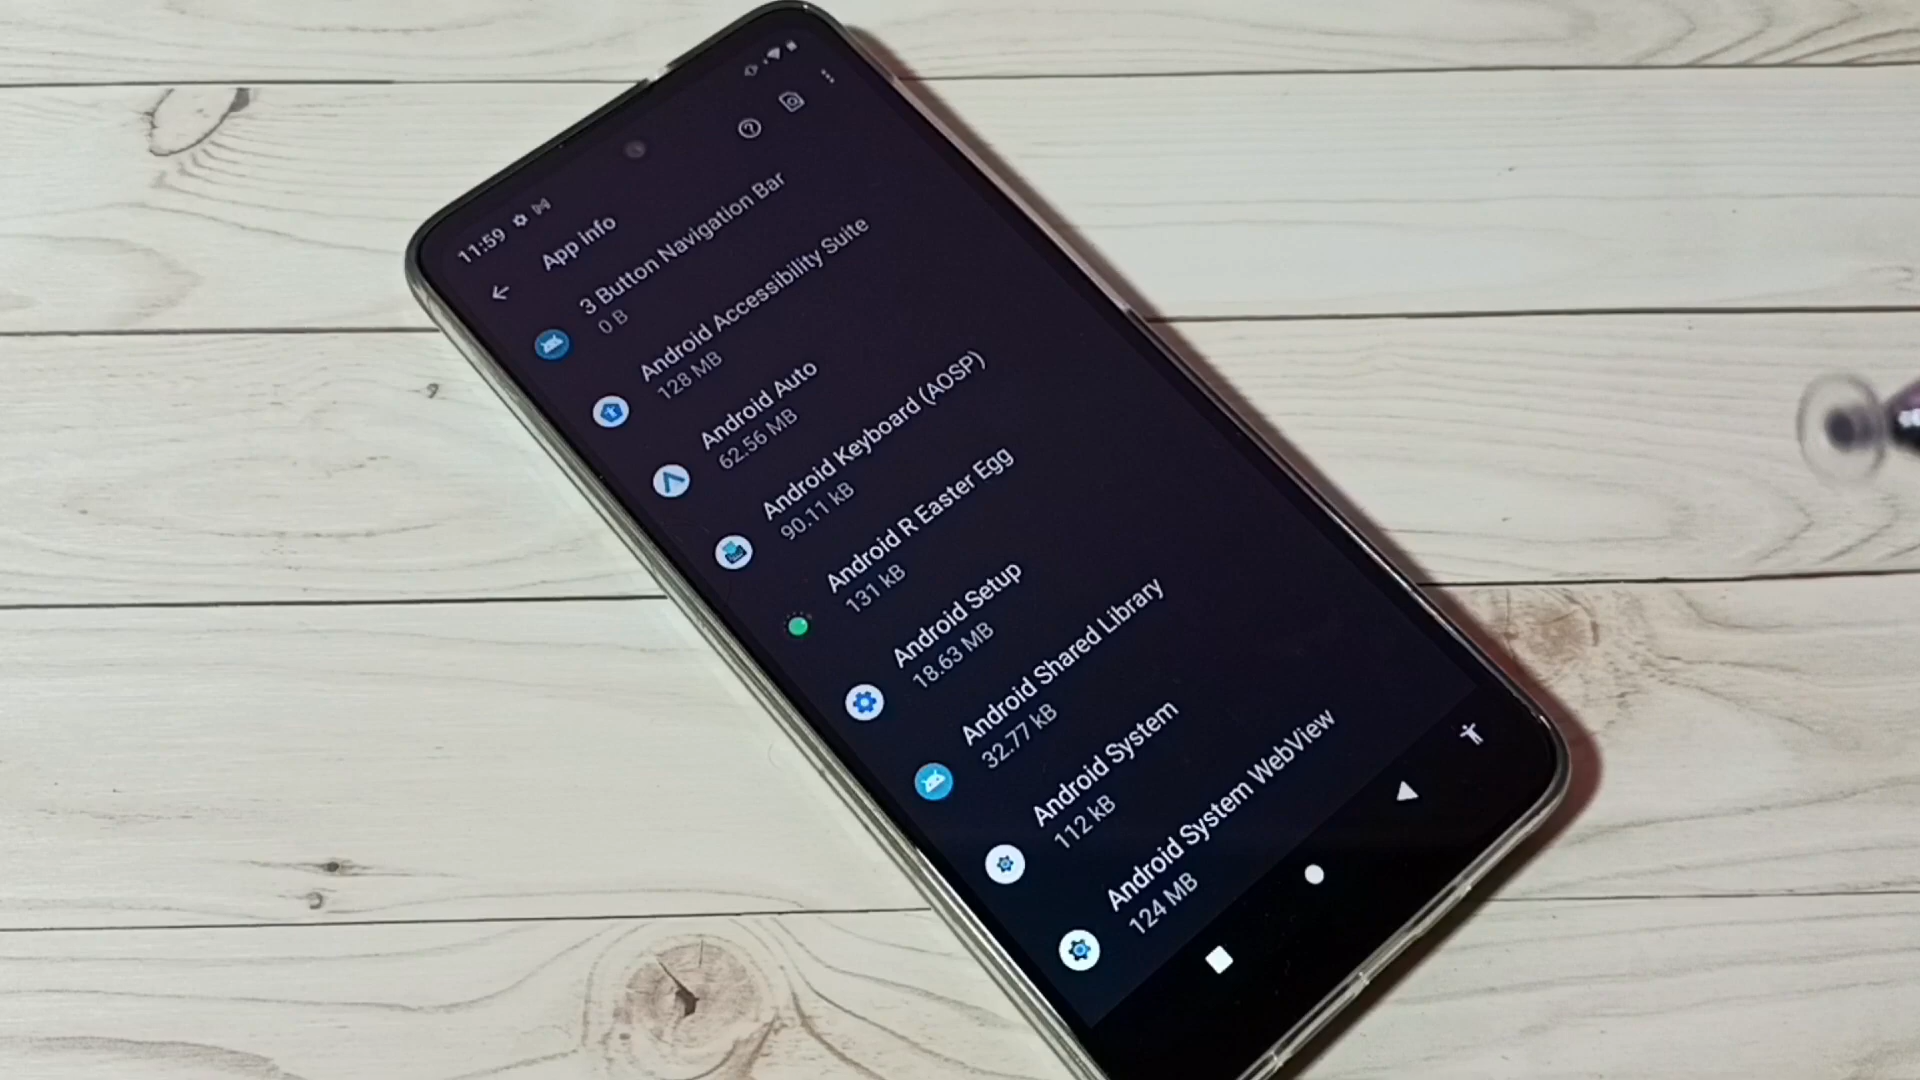 11:59
App info
3 Button Navigation Bar
0 B
Android Accessibility Suite
128 MB
Android Auto
62.56 MB
Android Keyboard (AOSP)
90.11 kB
Android R Easter Egg
131 kB
Android Setup
18.63 MB
Android Shared Library
32.77 kB
Android System
112 kB
Android System WebView
124 MB